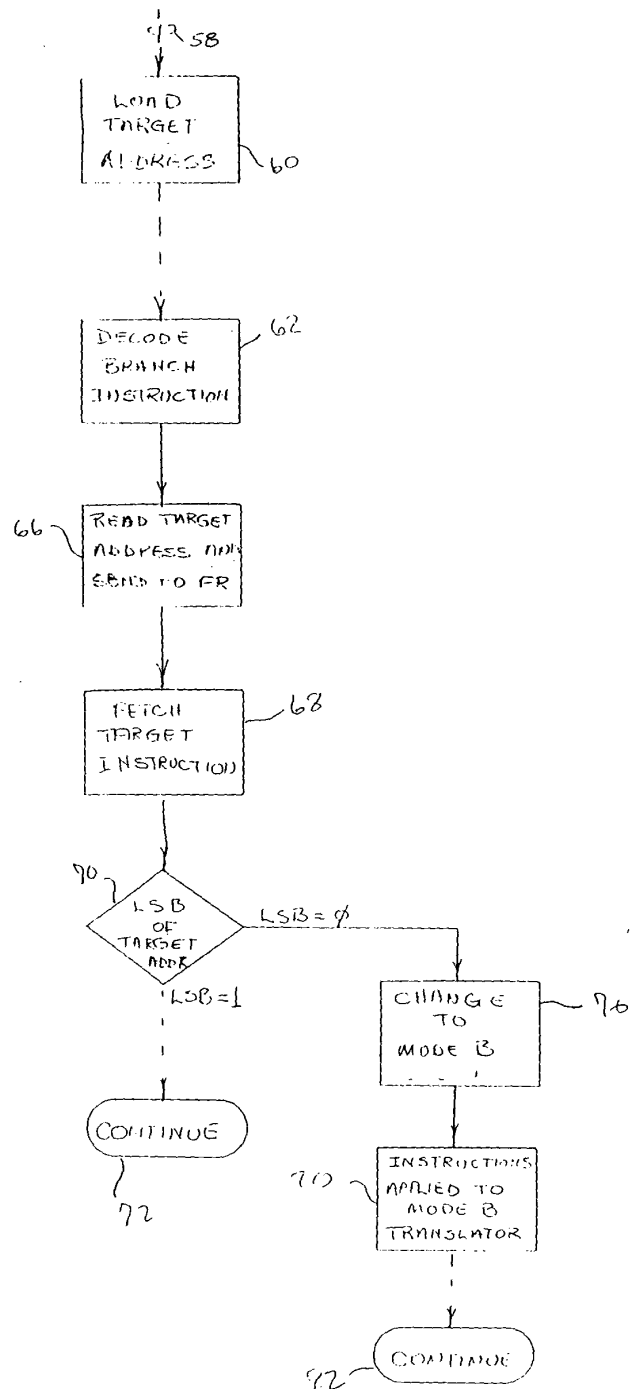 58
LOAD
TARGET
ADDRESS
60
DECODE
BRANCH
INSTRUCTION
62
66
READ TARGET
ADDRESS AND
SEND TO FR
FETCH
TARGET
INSTRUCTION
68
70
LSB
OF
TARGET
ADDR
LSB=φ
LSB=1
CHANGE
TO
MODE B
76
CONTINUE
72
INSTRUCTIONS
APPLIED TO
MODE B
TRANSLATOR
CONTINUE